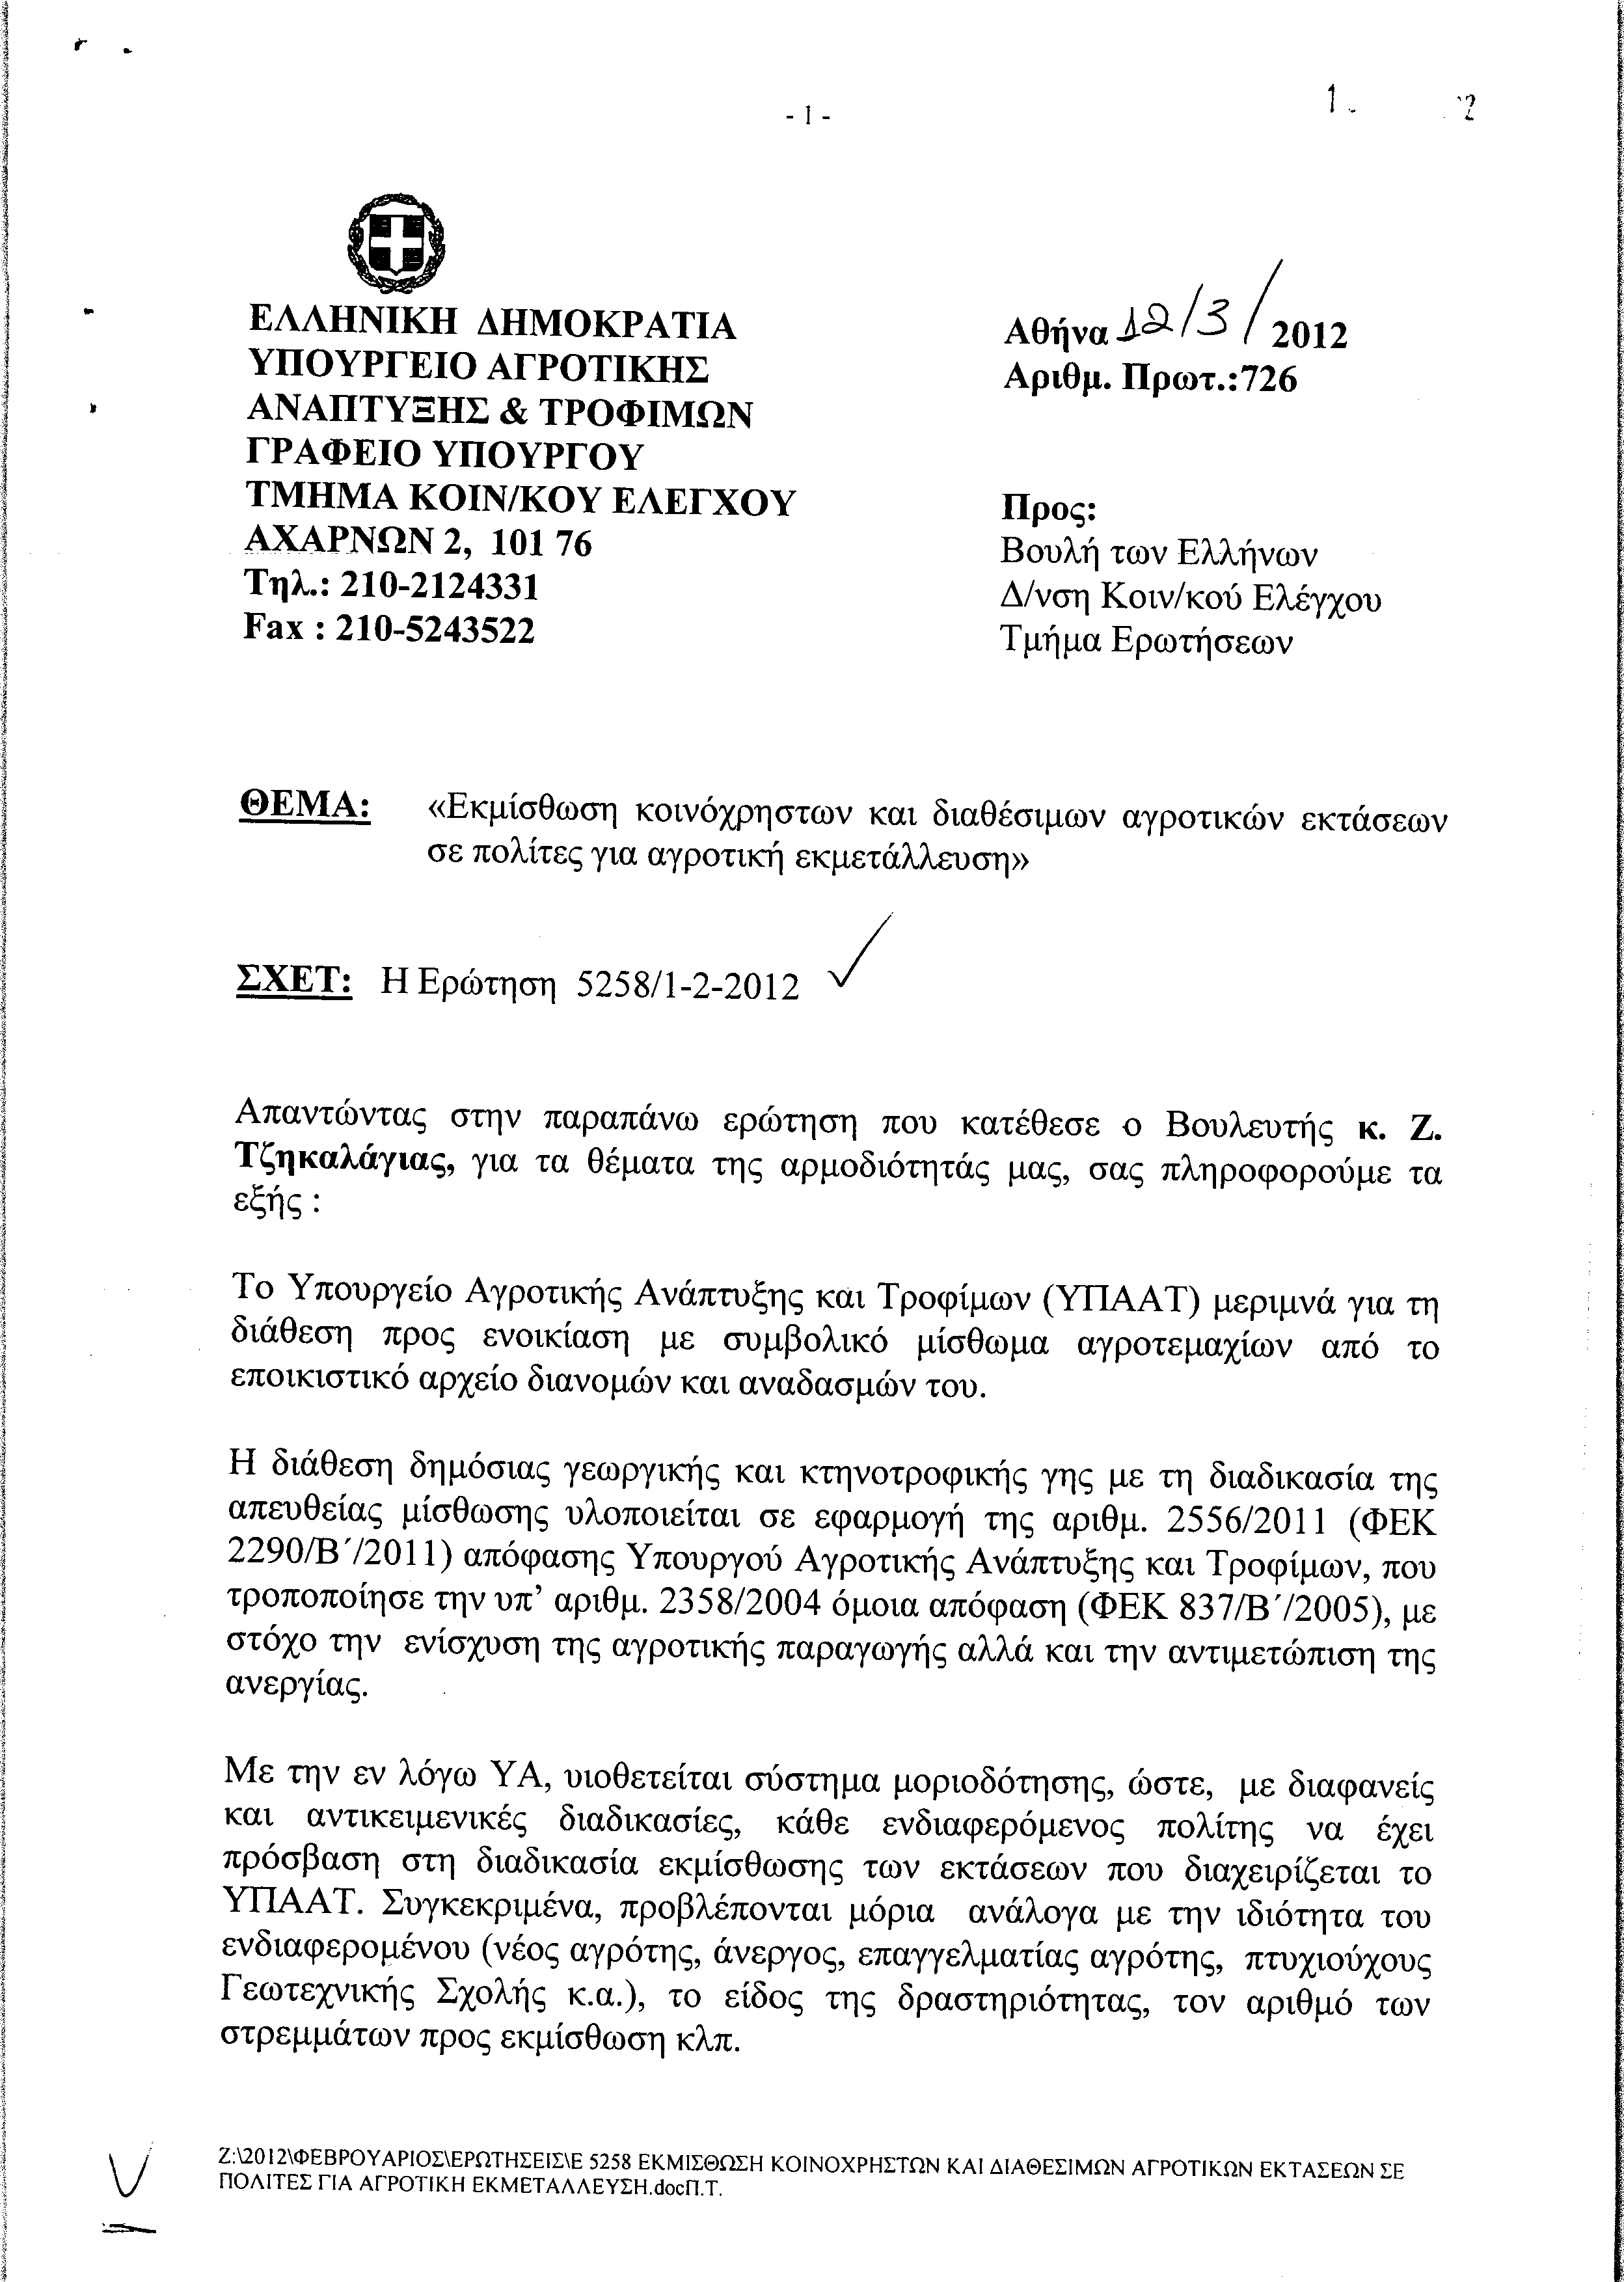 - 1 -
ΕΛΛΗΝΙΚΗ ΔΗΜΟΚΡΑΤΙΑ
ΥΠΟΥΡΓΕΙΟ ΑΓΡΟΤΙΚΗΣ
ΑΝΑΠΤΥΞΗΣ & ΤΡΟΦΙΜΩΝ
ΓΡΑΦΕΙΟ ΥΠΟΥΡΓΟΥ
ΤΜΗΜΑ ΚΟΙΝ/ΚΟΥ ΕΛΕΓΧΟΥ
ΑΧΑΡΝΩΝ 2, 101 76
Τηλ.: 210-2124331
Fax : 210-5243522
Αθήνα 12/3/2012
Αριθμ. Πρωτ.:726
Προς:
Βουλή των Ελλήνων
Δ/νση Κοιν/κού Ελέγχου
Τμήμα Ερωτήσεων
ΘΕΜΑ: «Εκμίσθωση κοινόχρηστων και διαθέσιμων αγροτικών εκτάσεων
σε πολίτες για αγροτική εκμετάλλευση»
ΣΧΕΤ: Η Ερώτηση 5258/1-2-2012
Απαντώντας στην παραπάνω ερώτηση που κατέθεσε ο Βουλευτής κ. Ζ.
Τζηκαλάγιας, για τα θέματα της αρμοδιότητάς μας, σας πληροφορούμε τα
εξής :
Το Υπουργείο Αγροτικής Ανάπτυξης και Τροφίμων (ΥΠΑΑΤ) μεριμνά για τη
διάθεση προς ενοικίαση με συμβολικό μίσθωμα αγροτεμαχίων από το
εποικιστικό αρχείο διανομών και αναδασμών του.
Η διάθεση δημόσιας γεωργικής και κτηνοτροφικής γης με τη διαδικασία της
απευθείας μίσθωσης υλοποιείται σε εφαρμογή της αριθμ. 2556/2011 (ΦΕΚ
2290/Β΄/2011) απόφασης Υπουργού Αγροτικής Ανάπτυξης και Τροφίμων, που
τροποποίησε την υπ’ αριθμ. 2358/2004 όμοια απόφαση (ΦΕΚ 837/Β΄/2005), με
στόχο την ενίσχυση της αγροτικής παραγωγής αλλά και την αντιμετώπιση της
ανεργίας.
Με την εν λόγω ΥΑ, υιοθετείται σύστημα μοριοδότησης, ώστε, με διαφανείς
και αντικειμενικές διαδικασίες, κάθε ενδιαφερόμενος πολίτης να έχει
πρόσβαση στη διαδικασία εκμίσθωσης των εκτάσεων που διαχειρίζεται το
ΥΠΑΑΤ. Συγκεκριμένα, προβλέπονται μόρια ανάλογα με την ιδιότητα του
ενδιαφερομένου (νέος αγρότης, άνεργος, επαγγελματίας αγρότης, πτυχιούχους
Γεωτεχνικής Σχολής κ.α.), το είδος της δραστηριότητας, τον αριθμό των
στρεμμάτων προς εκμίσθωση κλπ.
Z:\2012\ΦΕΒΡΟΥΑΡΙΟΣ\ΕΡΩΤΗΣΕΙΣ\Ε 5258 ΕΚΜΙΣΘΩΣΗ ΚΟΙΝΟΧΡΗΣΤΩΝ ΚΑΙ ΔΙΑΘΕΣΙΜΩΝ ΑΓΡΟΤΙΚΩΝ ΕΚΤΑΣΕΩΝ ΣΕ
ΠΟΛΙΤΕΣ ΓΙΑ ΑΓΡΟΤΙΚΗ ΕΚΜΕΤΑΛΛΕΥΣΗ.docΠ.Τ.